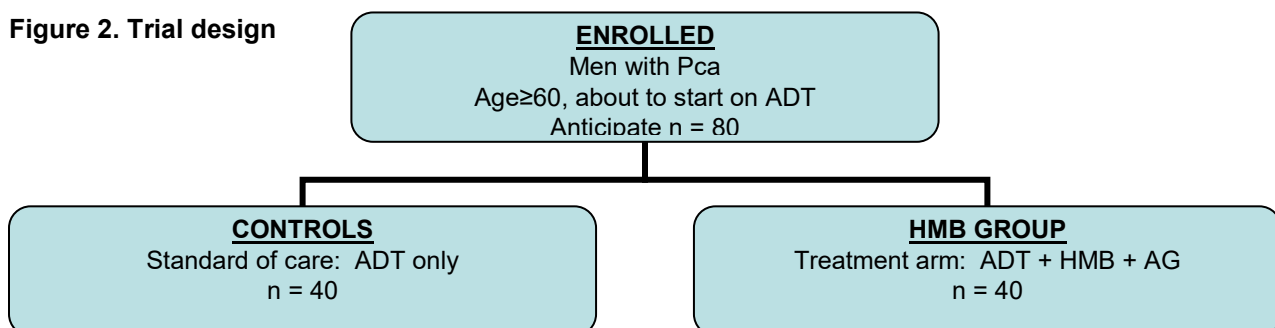 Figure 2. Trial design
ENROLLED
Men with Pca
Age≥60, about to start on ADT
Anticipate n = 80
CONTROLS
Standard of care:  ADT only
n = 40
HMB GROUP
Treatment arm:  ADT + HMB + AG
n = 40